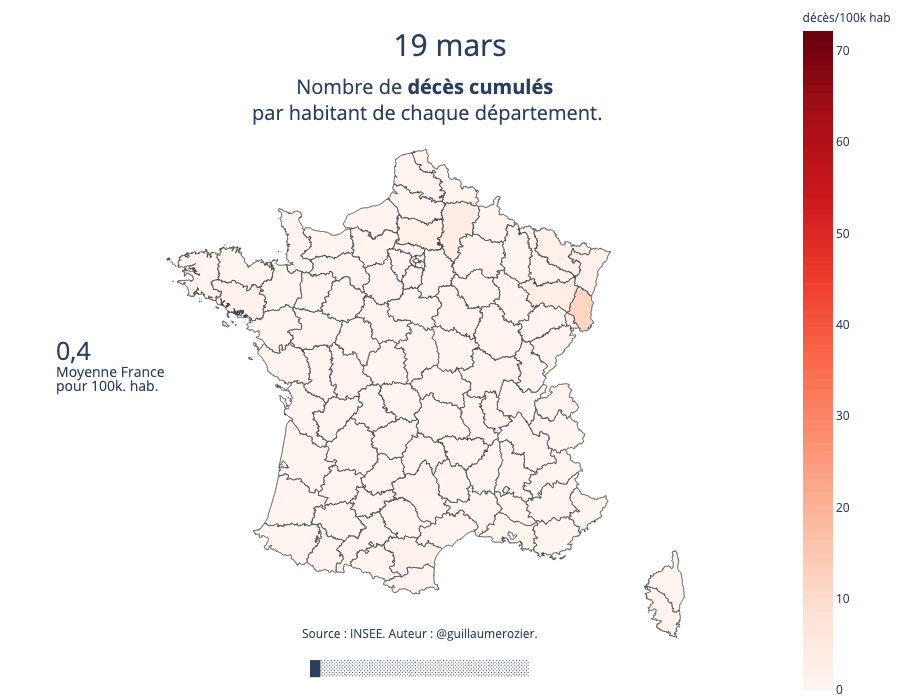 décès/100k hab
19 mars
Nombre de décès cumulés
par habitant de chaque département.
70
60
50
40
30
20
10
0
0,4
Moyenne France
pour 100k. hab.
Source : INSEE. Auteur : @guillaumerozier.